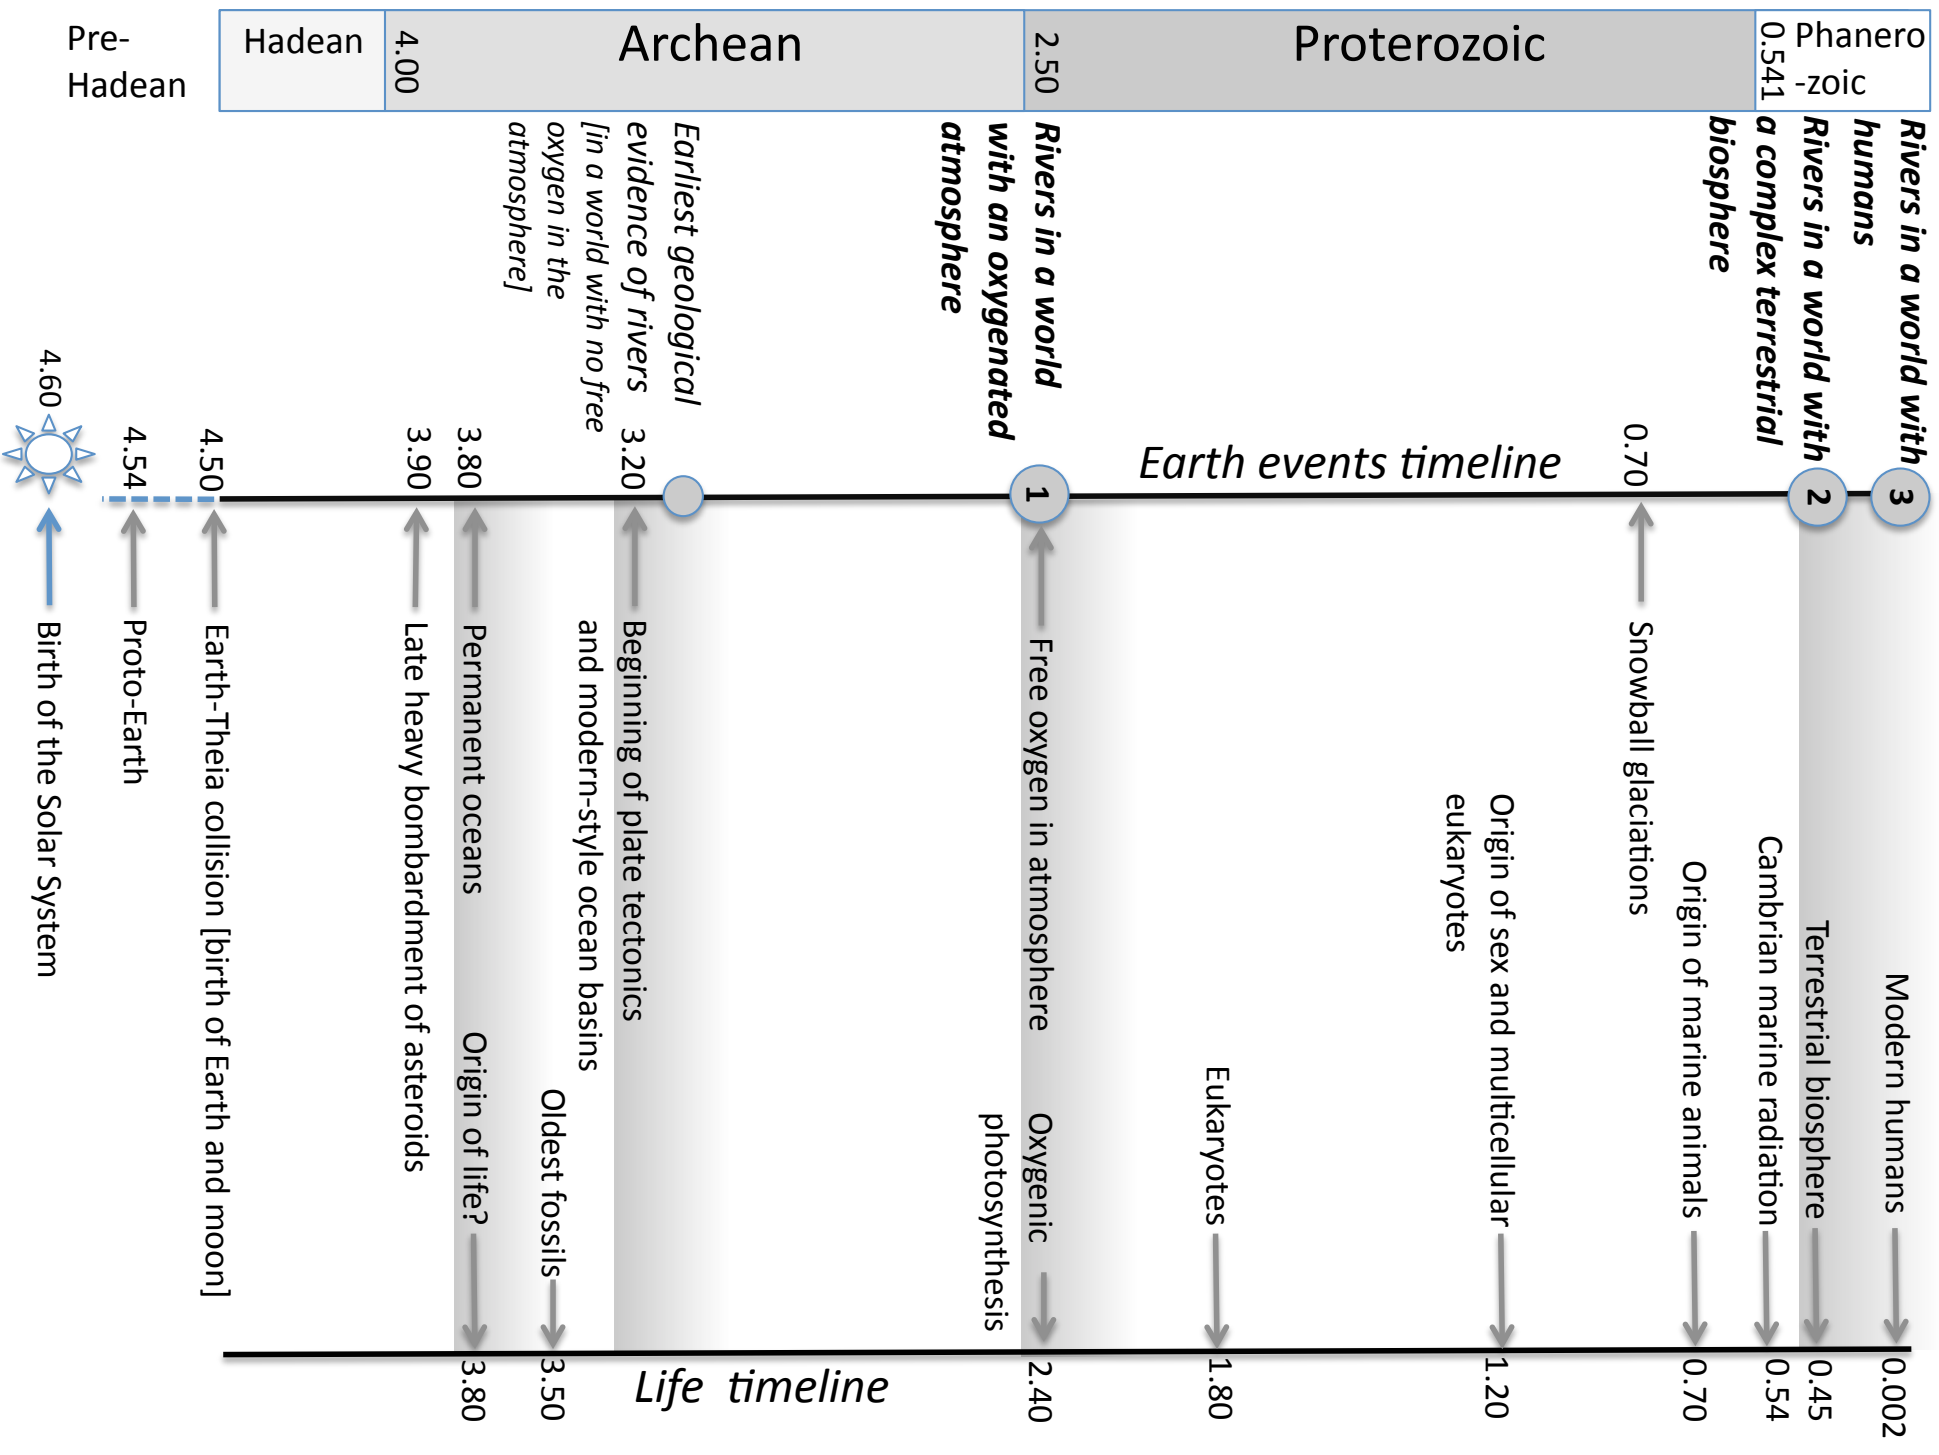 Pre-
Hadean
Hadean
4.00
Archean
2.50
Proterozoic
0.541
Phanero
-zoic
Earliest geological
evidence of rivers
[in a world with no free
oxygen in the
atmosphere]
Rivers in a world
with an oxygenated
atmosphere
Rivers in a world with
a complex terrestrial
biosphere
Rivers in a world with
humans
4.60
4.54
4.50
3.90
3.80
3.20
1
Earth events timeline
0.70
2
3
Birth of the Solar System
Proto-Earth
Earth-Theia collision [birth of Earth and moon]
Late heavy bombardment of asteroids
Permanent oceans
Beginning of plate tectonics
and modern-style ocean basins
Free oxygen in atmosphere
Snowball glaciations
Origin of life?
Oldest fossils
Oxygenic
photosynthesis
Eukaryotes
Origin of sex and multicellular
eukaryotes
Origin of marine animals
Cambrian marine radiation
Terrestrial biosphere
Modern humans
3.80
3.50
Life timeline
2.40
1.80
1.20
0.70
0.54
0.45
0.002